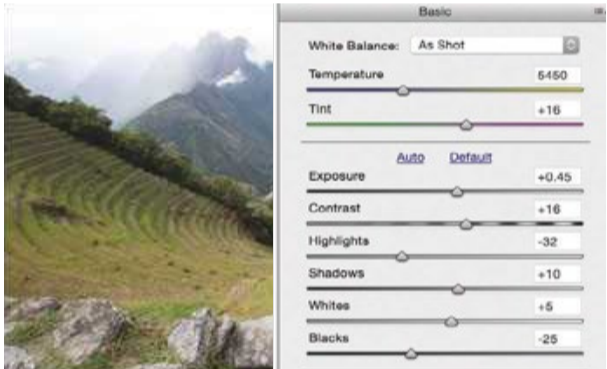 Basic
White Balance: As Shot
Temperature 5450
Tint +16
Auto Default
Exposure +0.45
Contrast +16
Highlights -32
Shadows +10
Whites +5
Blacks -25